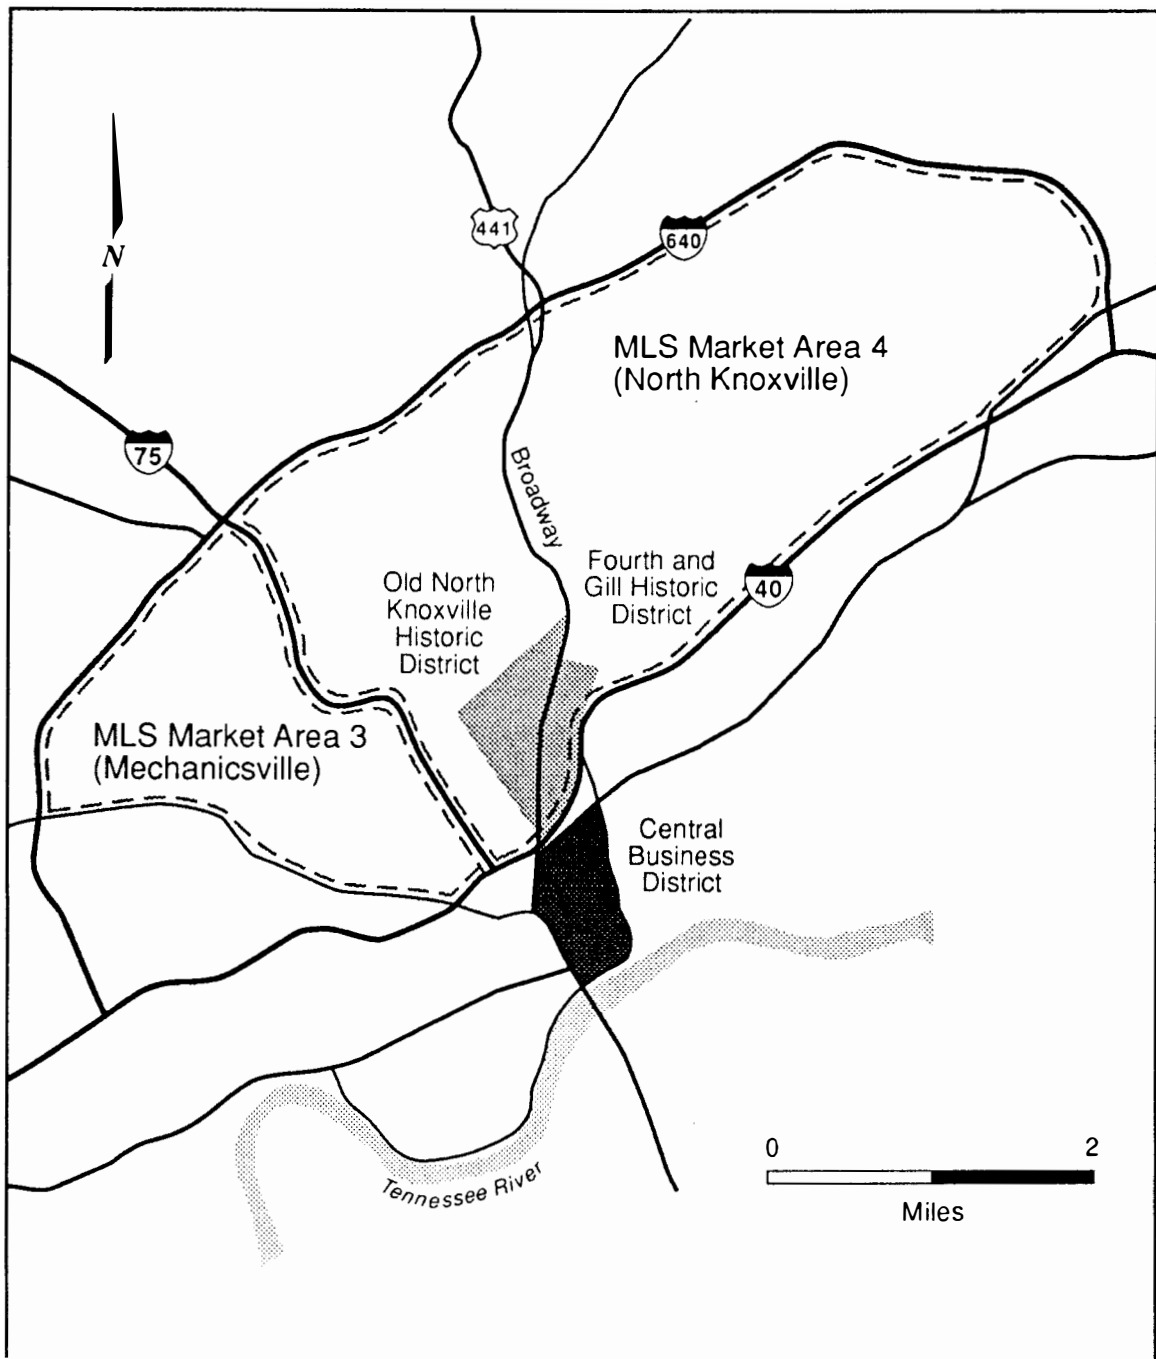 441
640
N
MLS Market Area 4
(North Knoxville)
75
Broadway
Fourth and
Gill Historic
District
40
Old North
Knoxville
Historic
District
MLS Market Area 3
(Mechanicsville)
Central
Business
District
0 2
Miles
Tennessee River